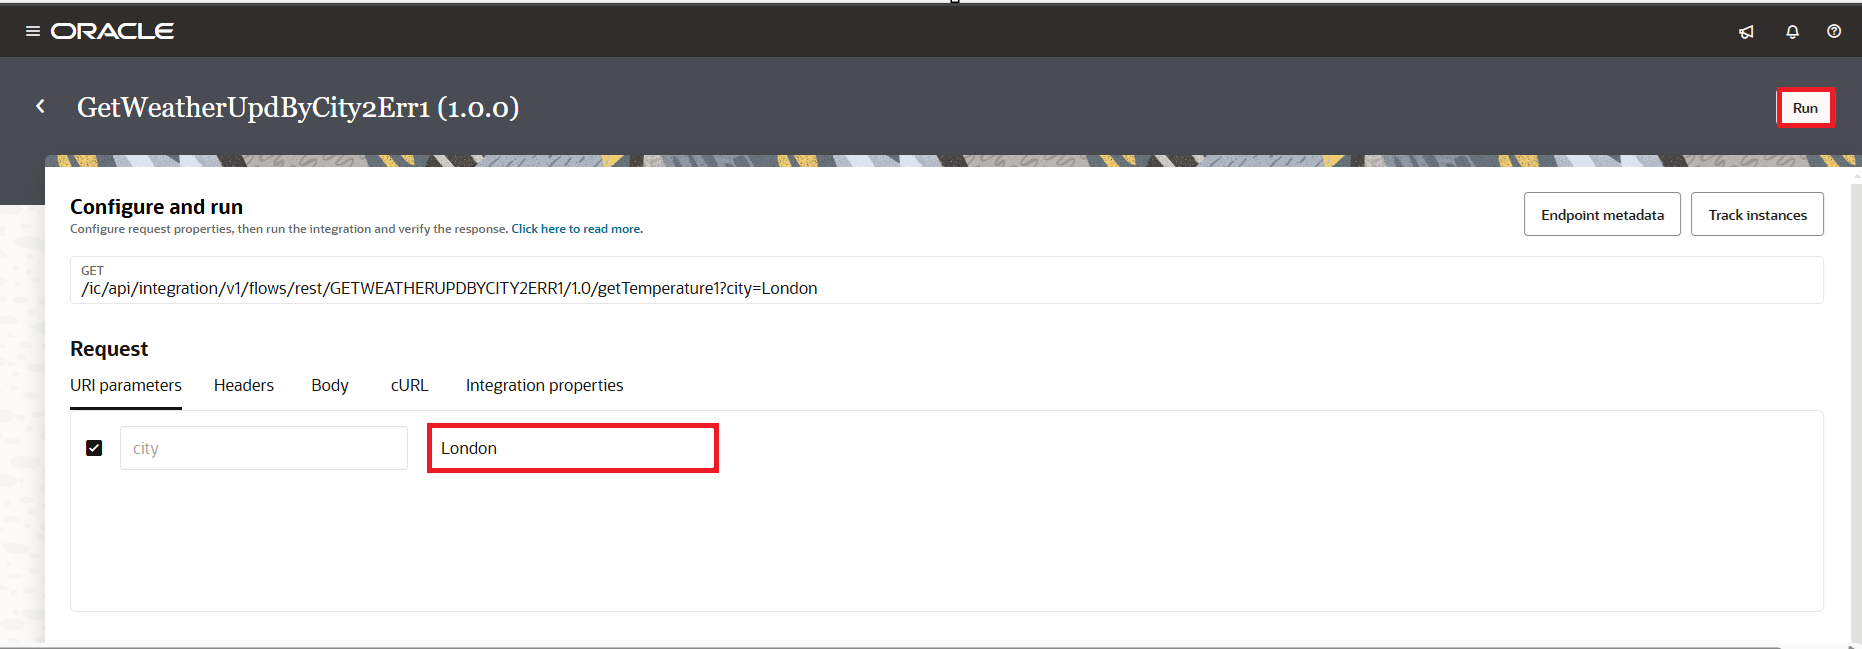 ORACLE
GetWeatherUpdByCity2Err1 (1.0.0)
Run
Configure and run
Configure request properties, then run the integration and verify the response. Click here to read more.
Endpoint metadata
Track instances
GET
/ic/api/integration/v1/flows/rest/GETWEATHERUPDBYCITY2ERR1/1.0/getTemperature1?city=London
Request
URI parameters Headers Body cURL Integration properties
city London